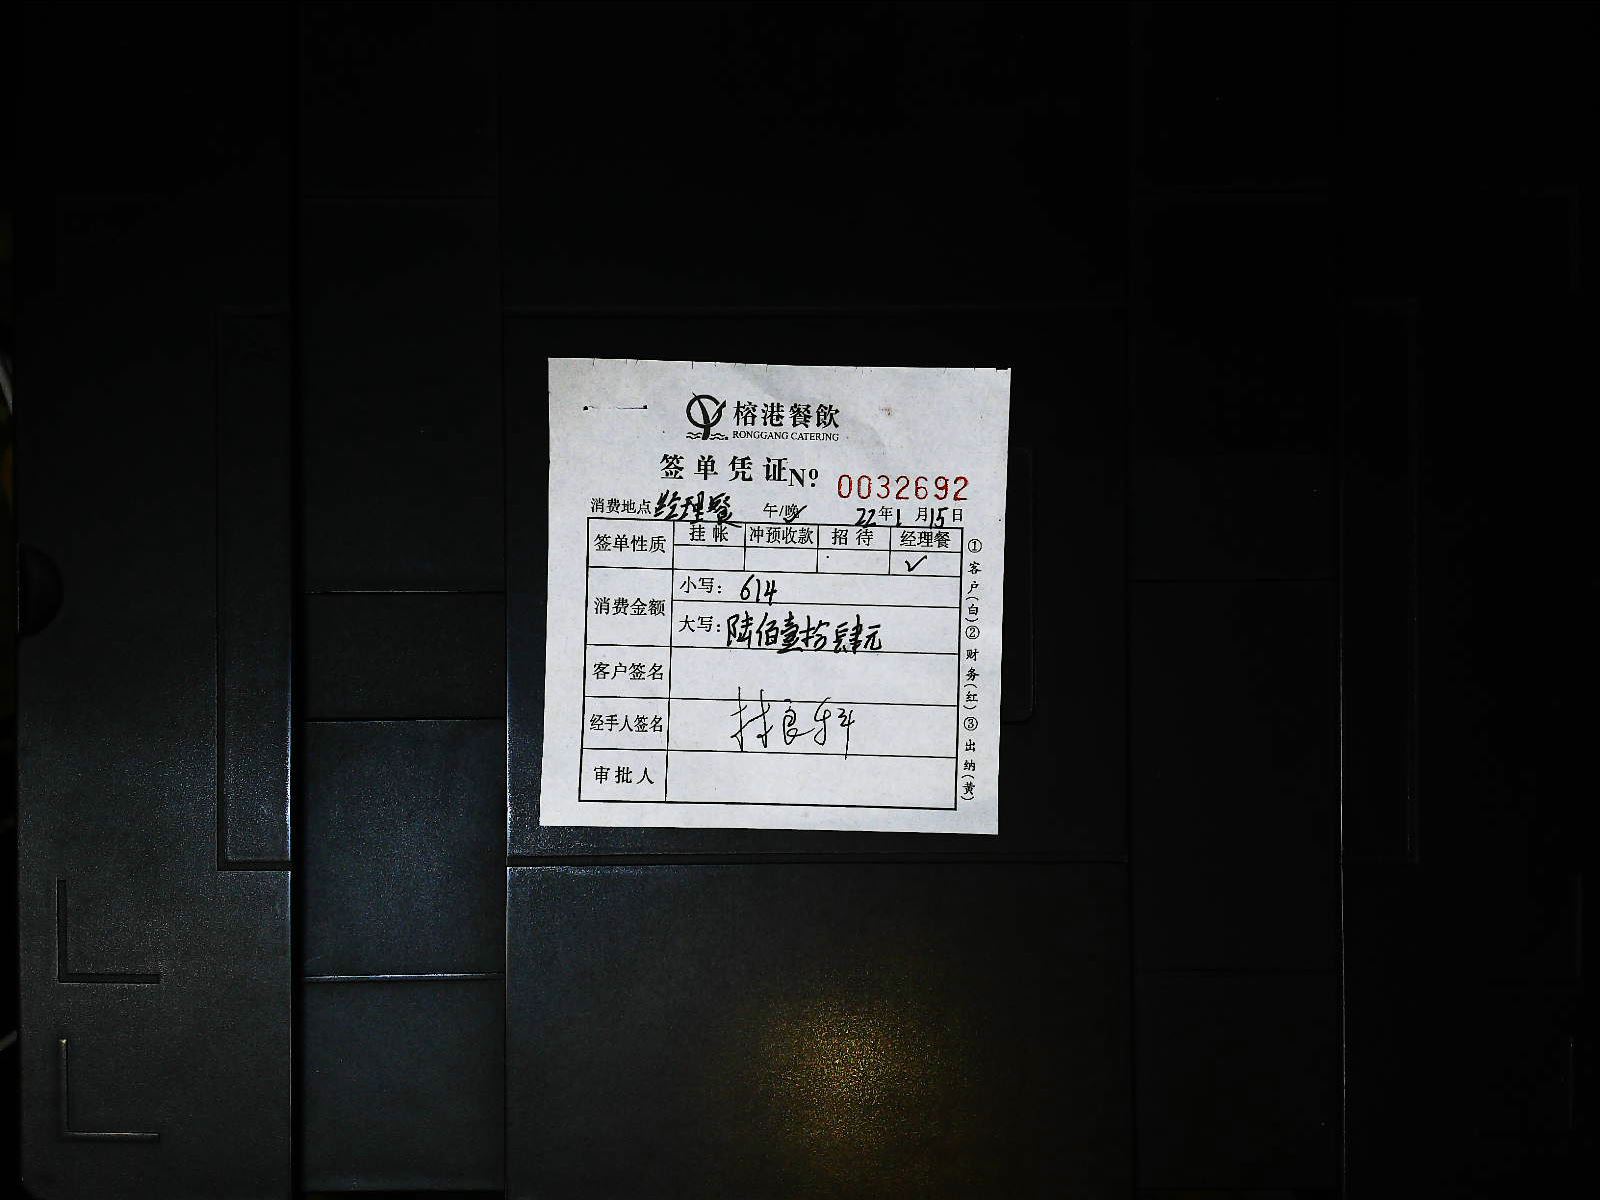 榕港餐飲
RONGGANG CATERING
签单凭证 Nº 0032692
消费地点 经理餐 午/晚 22年1月15日
签单性质 挂帐 冲预收款 招待 经理餐
✓
消费金额 小写: 614
大写: 陆佰壹拾肆元
客户签名
经手人签名
审批人
①客户(白)②财务(红)③出纳(黄)